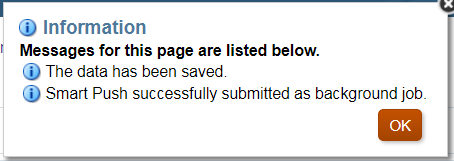 Information
Messages for this page are listed below.
The data has been saved.
Smart Push successfully submitted as background job.
OK